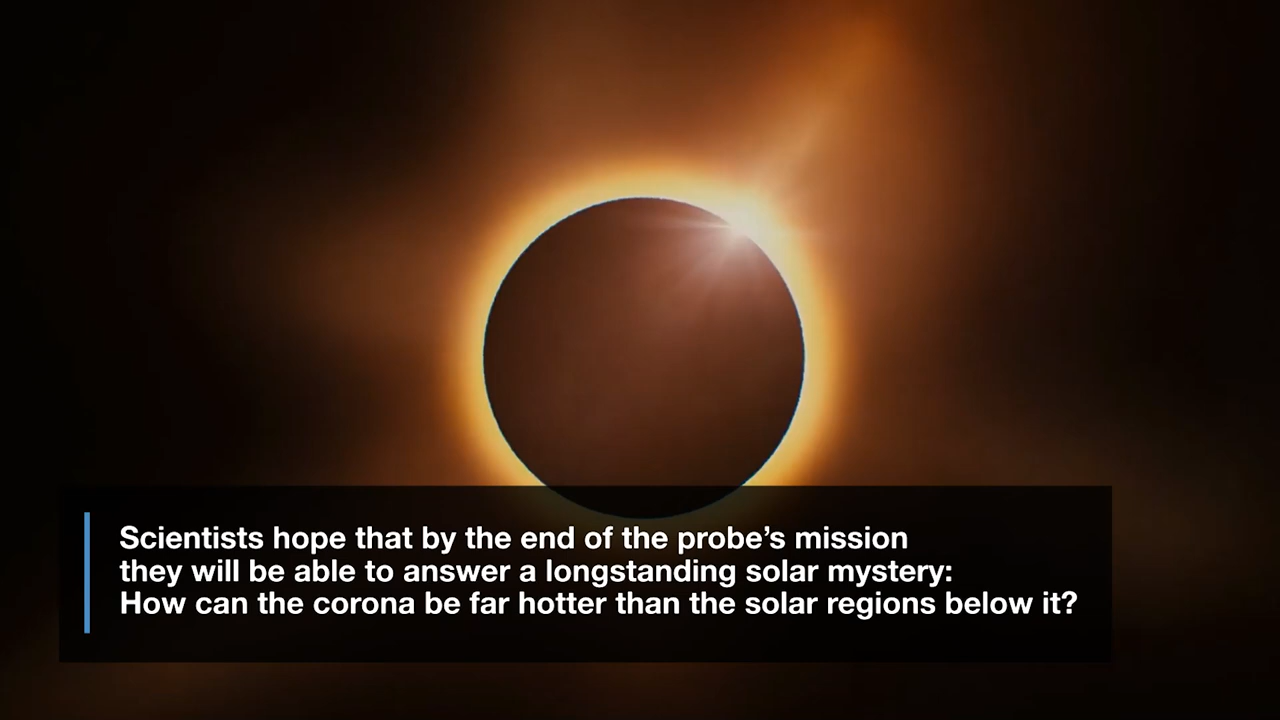 Scientists hope that by the end of the probe’s mission
they will be able to answer a longstanding solar mystery:
How can the corona be far hotter than the solar regions below it?